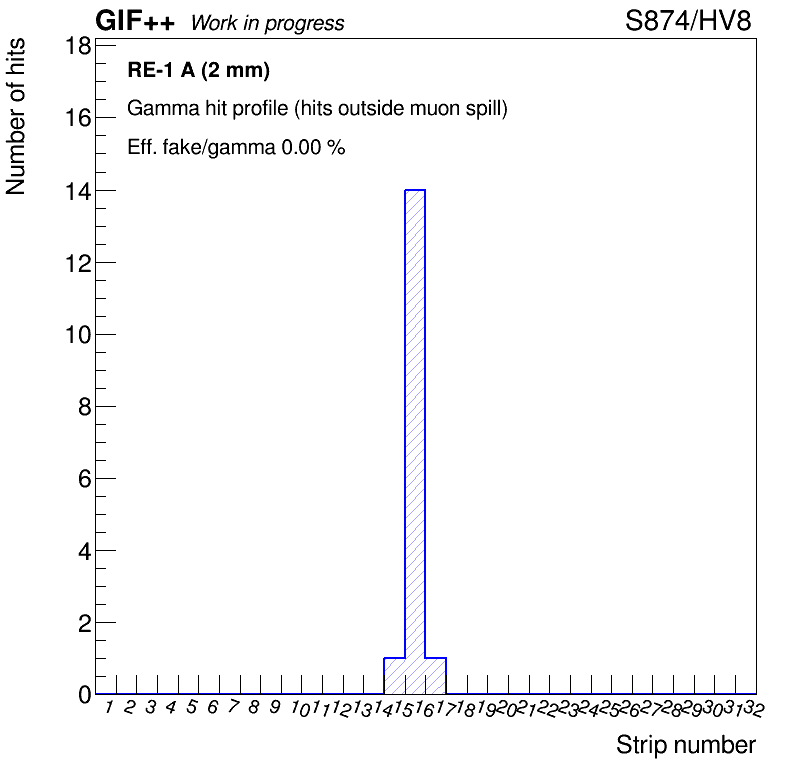 GIF++ Work in progress S874/HV8
Number of hits
RE-1 A (2 mm)
Gamma hit profile (hits outside muon spill)
Eff. fake/gamma 0.00 %
18
16
14
12
10
8
6
4
2
0
1 2 3 4 5 6 7 8 9 10 11 12 13 14 15 16 17 18 19 20 21 22 23 24 25 26 27 28 29 30 31 32
Strip number